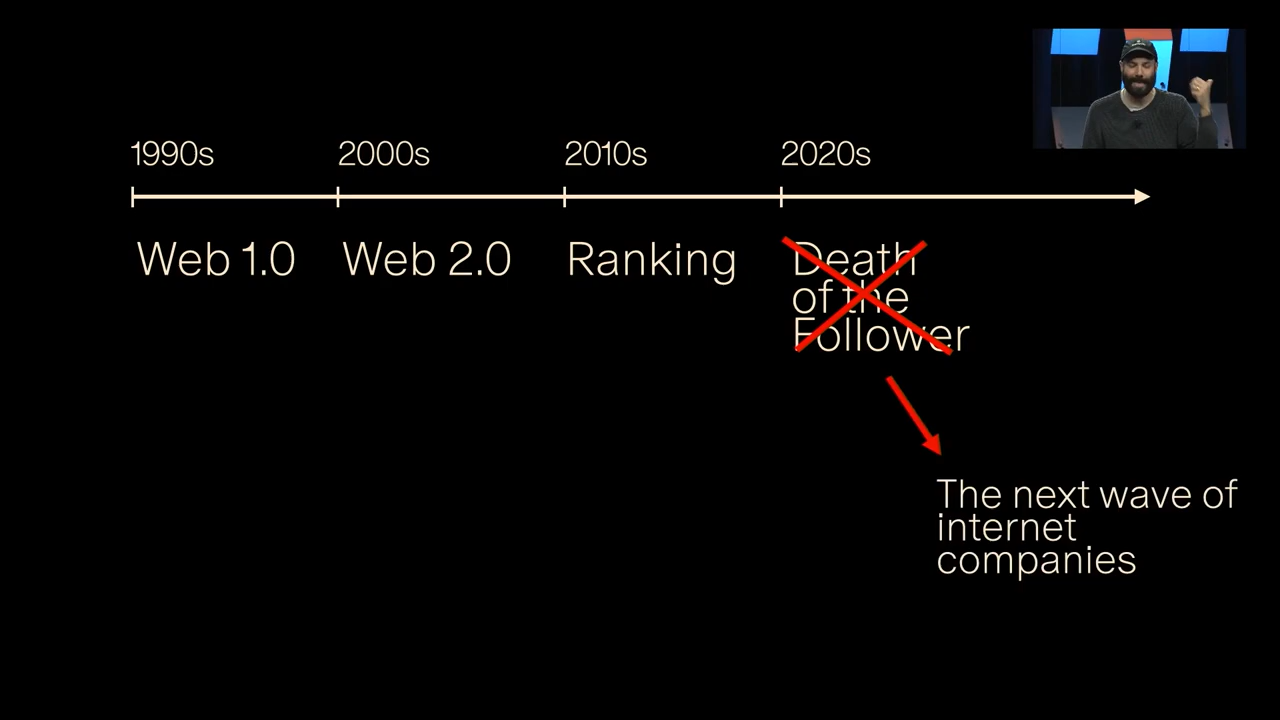 1990s
2000s
2010s
2020s
Web 1.0
Web 2.0
Ranking
Death
of the
Follower
The next wave of
internet
companies